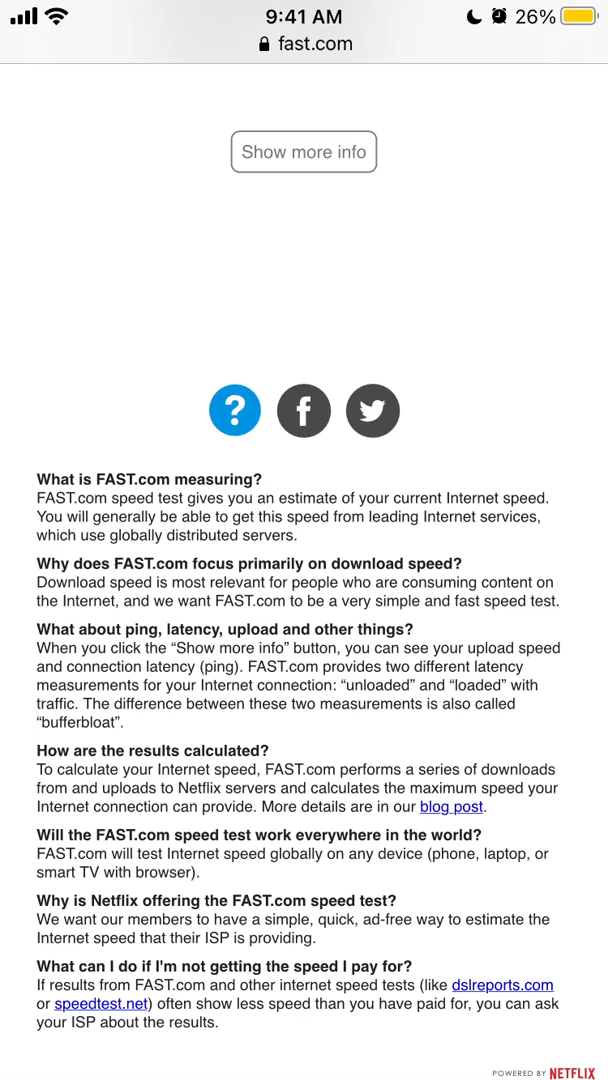 9:41 AM
26%
fast.com
Show more info
?
f
What is FAST.com measuring?
FAST.com speed test gives you an estimate of your current Internet speed.
You will generally be able to get this speed from leading Internet services,
which use globally distributed servers.
Why does FAST.com focus primarily on download speed?
Download speed is most relevant for people who are consuming content on
the Internet, and we want FAST.com to be a very simple and fast speed test.
What about ping, latency, upload and other things?
When you click the “Show more info” button, you can see your upload speed
and connection latency (ping). FAST.com provides two different latency
measurements for your Internet connection: “unloaded” and “loaded” with
traffic. The difference between these two measurements is also called
“bufferbloat”.
How are the results calculated?
To calculate your Internet speed, FAST.com performs a series of downloads
from and uploads to Netflix servers and calculates the maximum speed your
Internet connection can provide. More details are in our blog post.
Will the FAST.com speed test work everywhere in the world?
FAST.com will test Internet speed globally on any device (phone, laptop, or
smart TV with browser).
Why is Netflix offering the FAST.com speed test?
We want our members to have a simple, quick, ad-free way to estimate the
Internet speed that their ISP is providing.
What can I do if I'm not getting the speed I pay for?
If results from FAST.com and other internet speed tests (like dslreports.com
or speedtest.net) often show less speed than you have paid for, you can ask
your ISP about the results.
POWERED BY NETFLIX